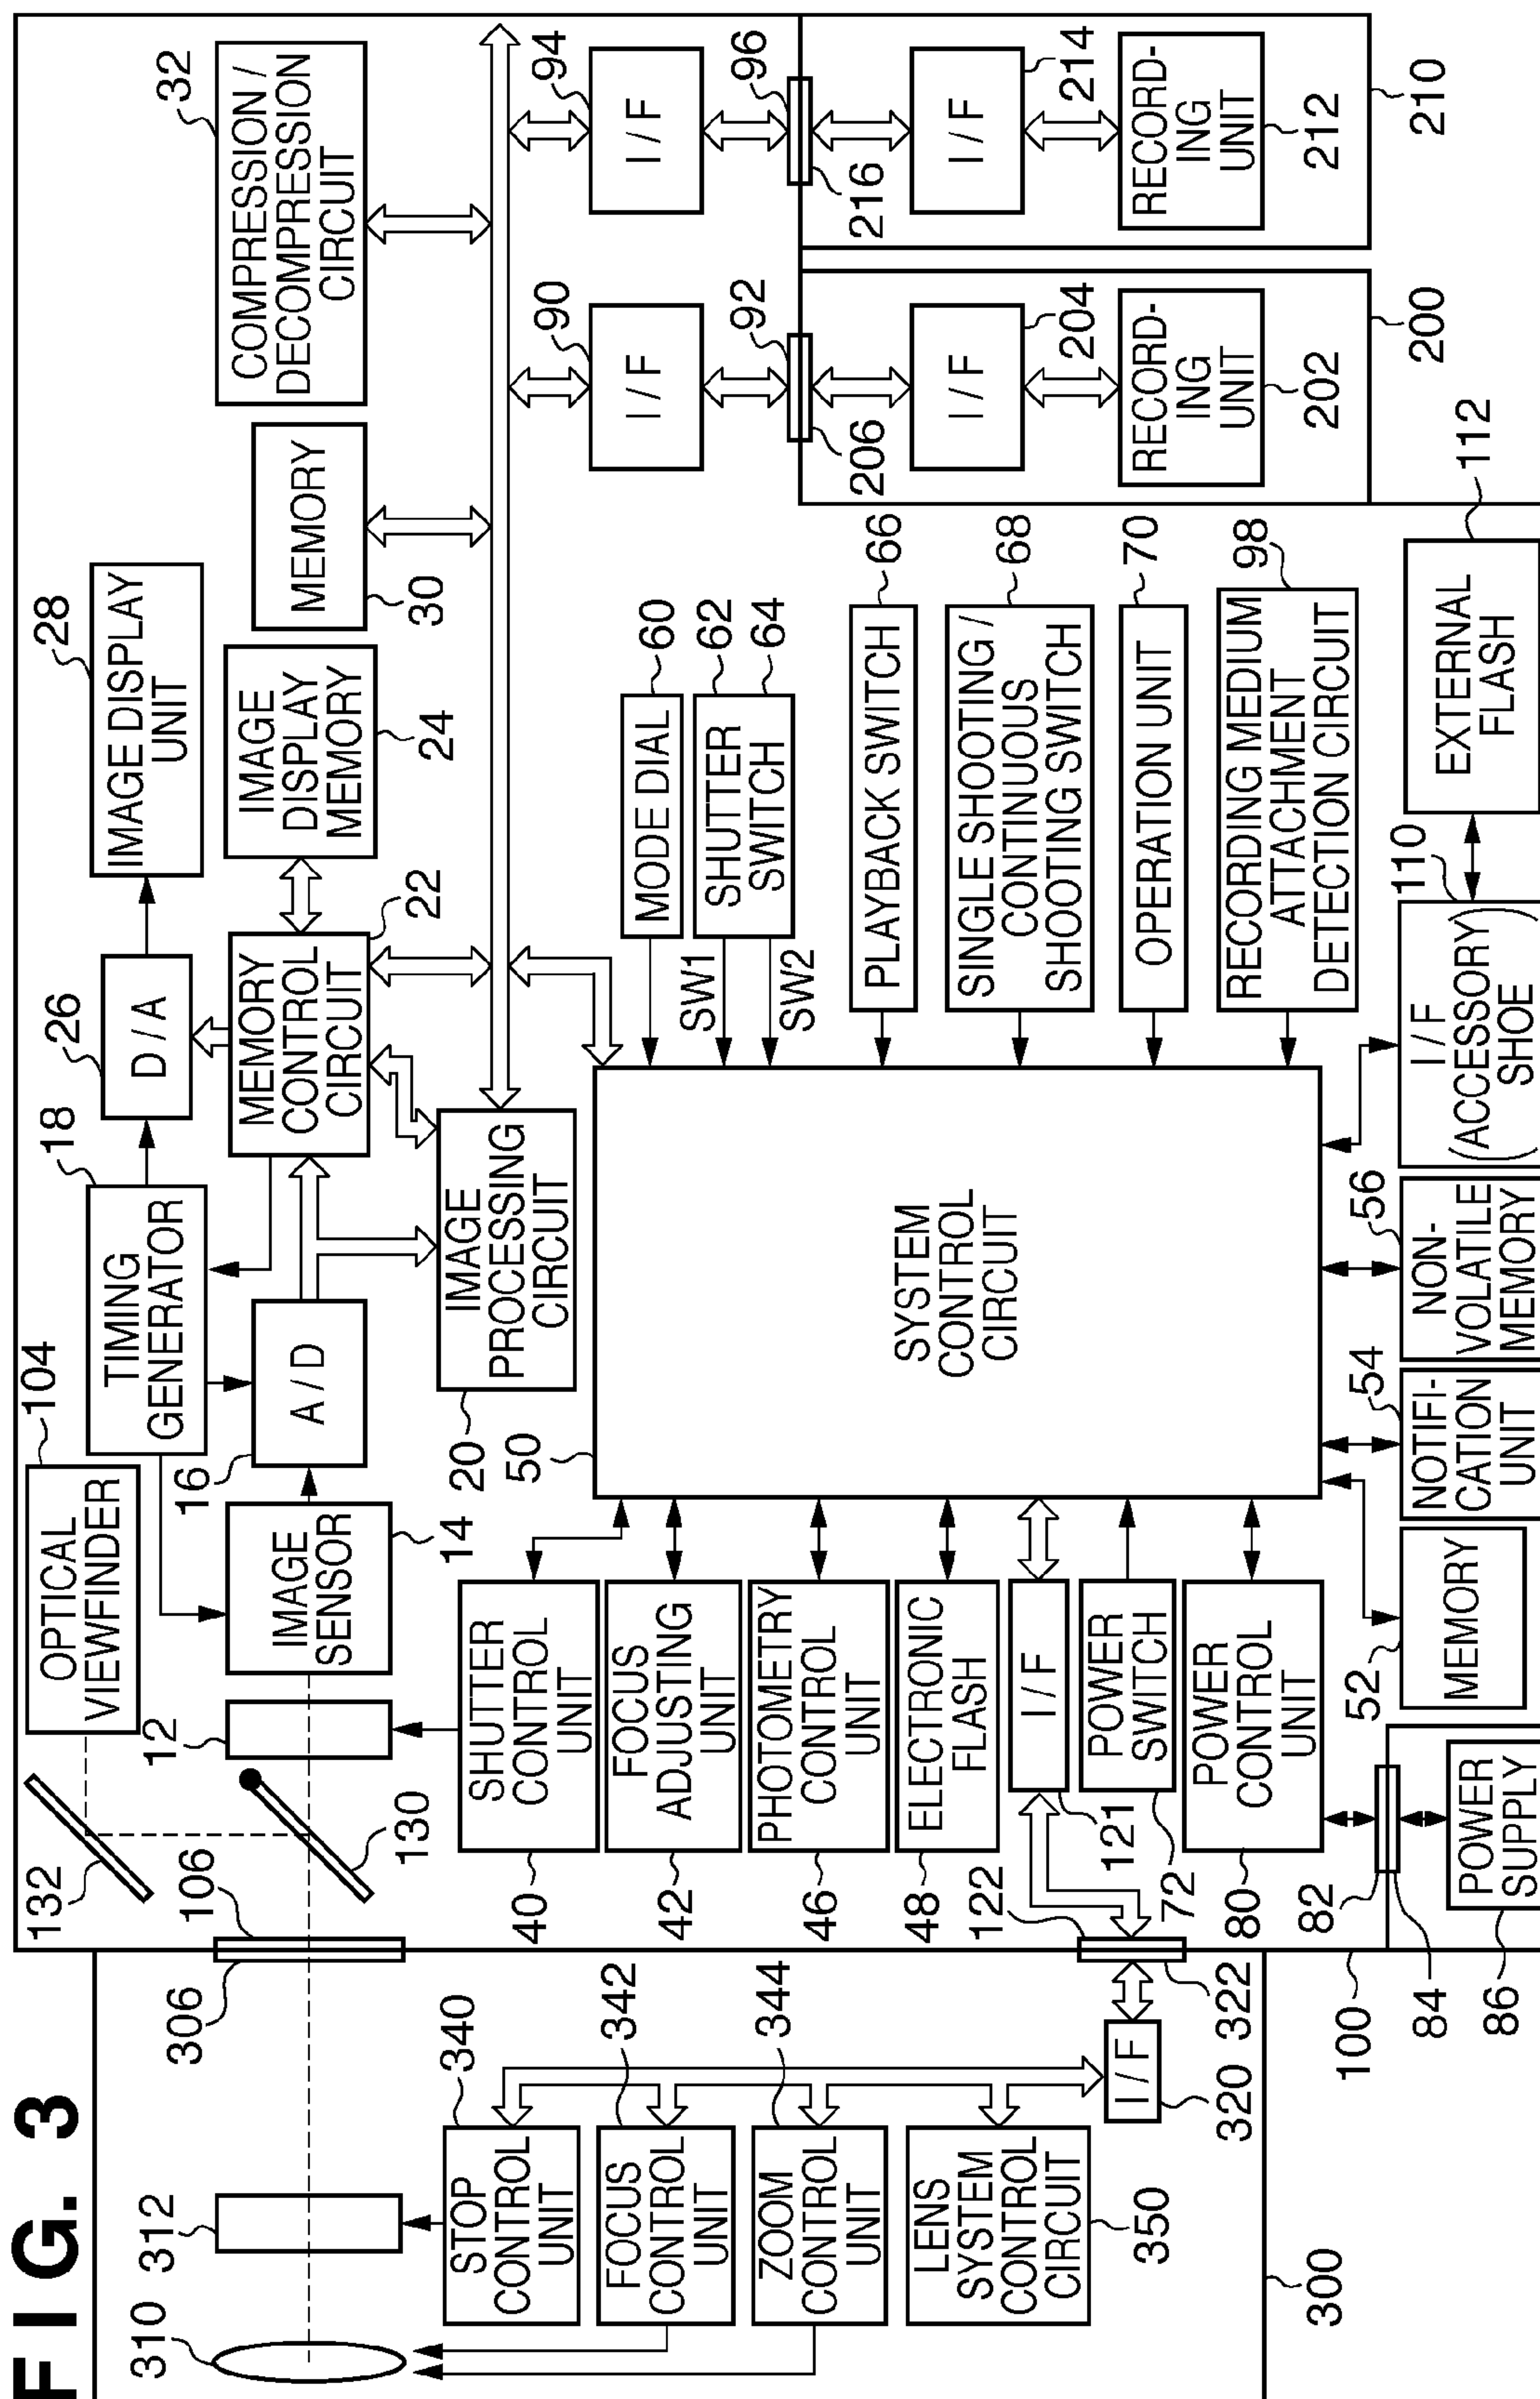 FIG. 3
310
312
306
106
132
130
12
104
OPTICAL
VIEWFINDER
IMAGE
SENSOR
14
16
A / D
18
TIMING
GENERATOR
26
D / A
28
IMAGE DISPLAY
UNIT
22
MEMORY
CONTROL
CIRCUIT
IMAGE
DISPLAY
MEMORY
24
MEMORY
30
32
COMPRESSION /
DECOMPRESSION
CIRCUIT
20
IMAGE
PROCESSING
CIRCUIT
340
STOP
CONTROL
UNIT
342
FOCUS
CONTROL
UNIT
344
ZOOM
CONTROL
UNIT
LENS
SYSTEM
CONTROL
CIRCUIT
350
I / F
320
322
122
300
40
SHUTTER
CONTROL
UNIT
42
FOCUS
ADJUSTING
UNIT
46
PHOTOMETRY
CONTROL
UNIT
48
ELECTRONIC
FLASH
I / F
121
POWER
SWITCH
72
80
POWER
CONTROL
UNIT
82
84
86
100
POWER
SUPPLY
50
SYSTEM
CONTROL
CIRCUIT
MODE DIAL
60
SHUTTER
SWITCH
62
64
SW1
SW2
PLAYBACK SWITCH
66
SINGLE SHOOTING /
CONTINUOUS
SHOOTING SWITCH
68
OPERATION UNIT
70
RECORDING MEDIUM
ATTACHMENT
DETECTION CIRCUIT
98
52
MEMORY
54
NOTIFI-
CATION
UNIT
56
NON-
VOLATILE
MEMORY
110
I / F
(ACCESSORY
SHOE)
112
EXTERNAL
FLASH
90
I / F
92
206
I / F
204
RECORD-
ING
UNIT
202
200
94
I / F
96
216
I / F
214
RECORD-
ING
UNIT
212
210